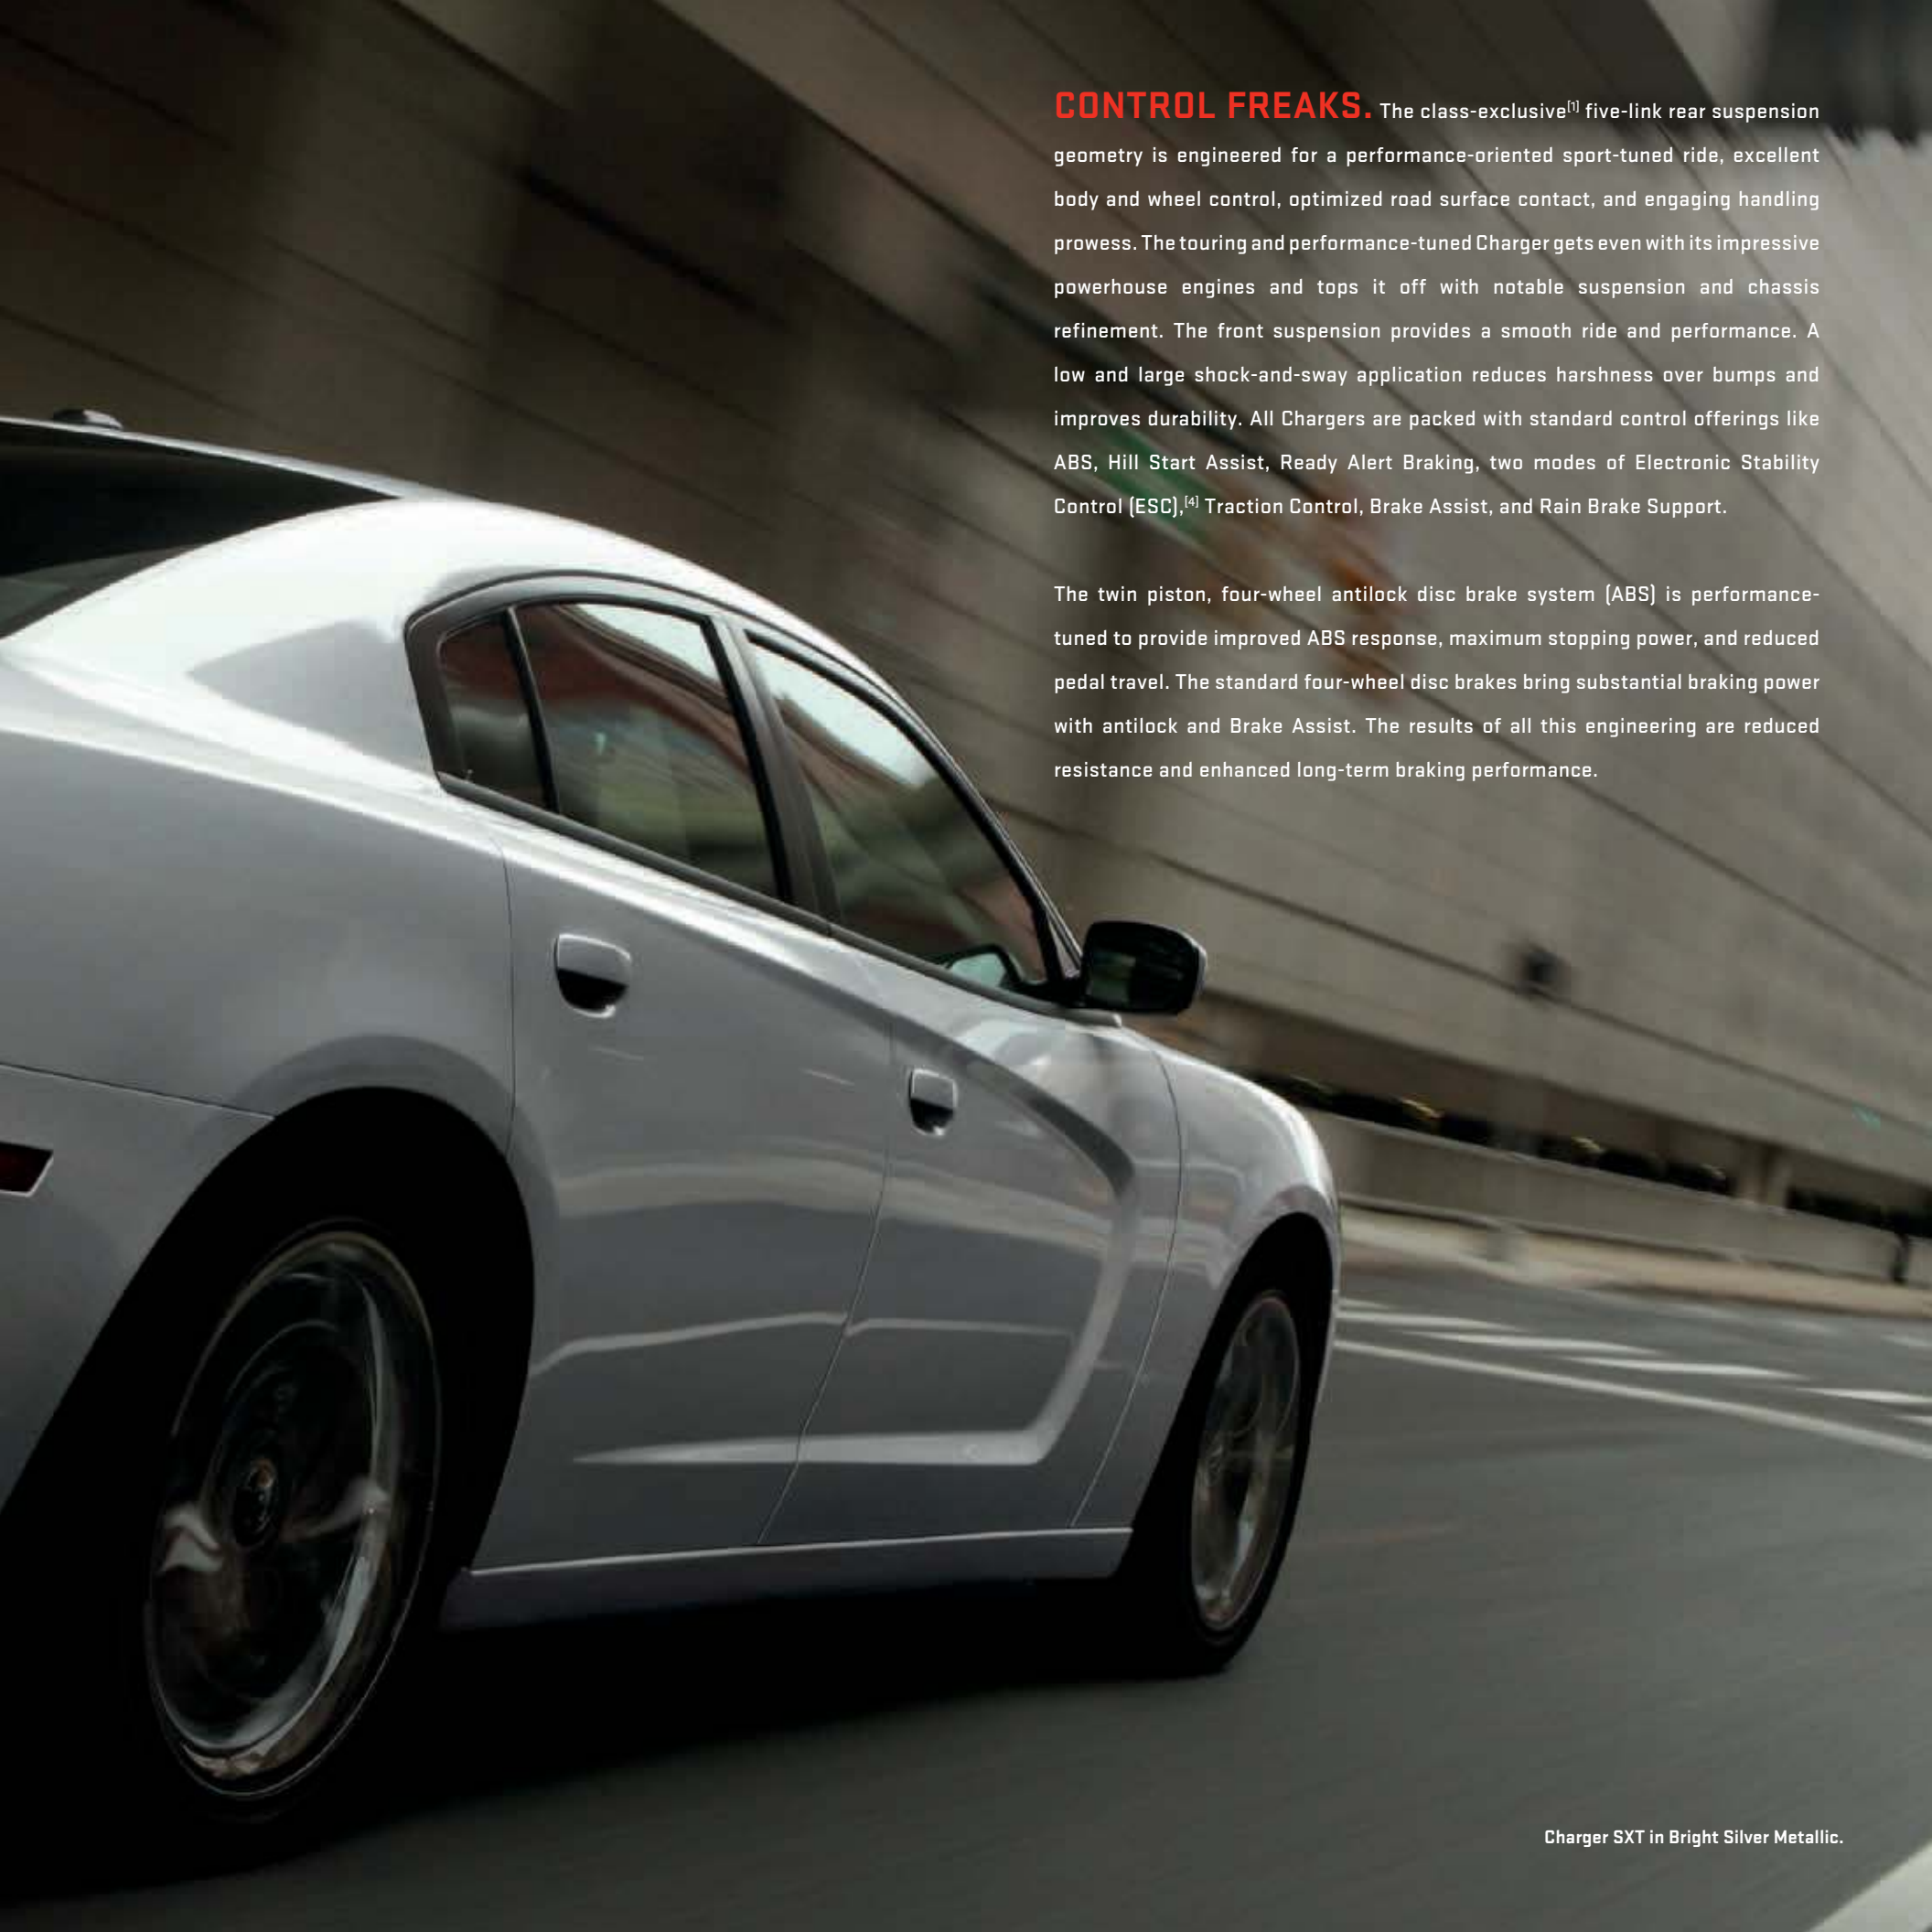 CONTROL FREAKS. The class-exclusive[1] five-link rear suspension
geometry is engineered for a performance-oriented sport-tuned ride, excellent
body and wheel control, optimized road surface contact, and engaging handling
prowess. The touring and performance-tuned Charger gets even with its impressive
powerhouse engines and tops it off with notable suspension and chassis
refinement. The front suspension provides a smooth ride and performance. A
low and large shock-and-sway application reduces harshness over bumps and
improves durability. All Chargers are packed with standard control offerings like
ABS, Hill Start Assist, Ready Alert Braking, two modes of Electronic Stability
Control (ESC),[4] Traction Control, Brake Assist, and Rain Brake Support.
The twin piston, four-wheel antilock disc brake system (ABS) is performance-
tuned to provide improved ABS response, maximum stopping power, and reduced
pedal travel. The standard four-wheel disc brakes bring substantial braking power
with antilock and Brake Assist. The results of all this engineering are reduced
resistance and enhanced long-term braking performance.
Charger SXT in Bright Silver Metallic.